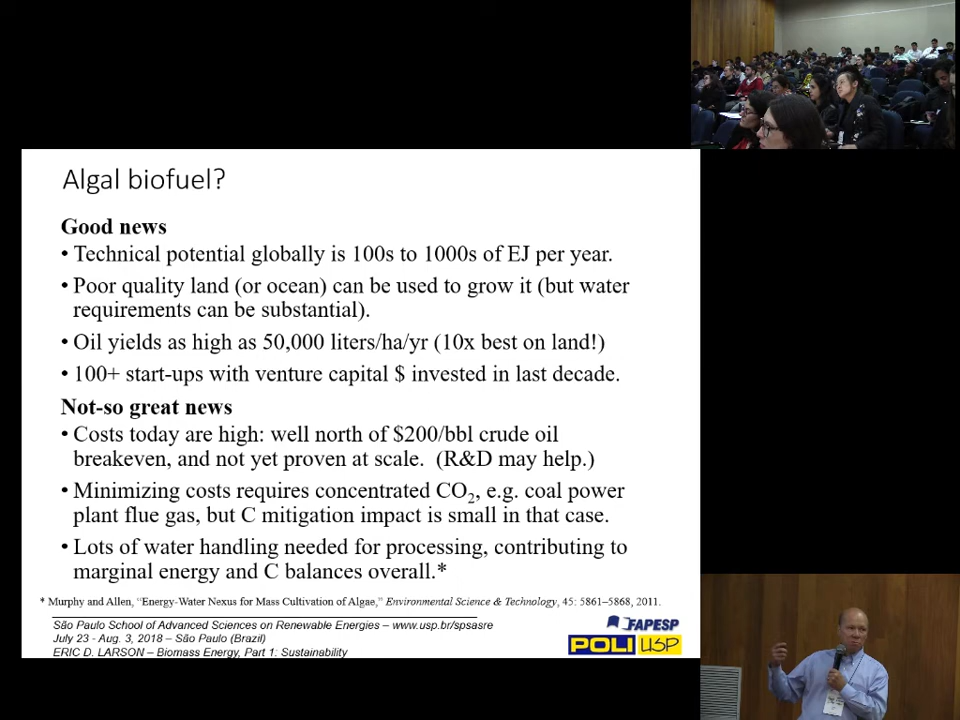 Algal biofuel?
Good news
• Technical potential globally is 100s to 1000s of EJ per year.
• Poor quality land (or ocean) can be used to grow it (but water
requirements can be substantial).
• Oil yields as high as 50,000 liters/ha/yr (10x best on land!)
• 100+ start-ups with venture capital $ invested in last decade.
Not-so great news
• Costs today are high: well north of $200/bbl crude oil
breakeven, and not yet proven at scale. (R&D may help.)
• Minimizing costs requires concentrated CO₂, e.g. coal power
plant flue gas, but C mitigation impact is small in that case.
• Lots of water handling needed for processing, contributing to
marginal energy and C balances overall.*
* Murphy and Allen, “Energy-Water Nexus for Mass Cultivation of Algae,” Environmental Science & Technology, 45: 5861–5868, 2011.
São Paulo School of Advanced Sciences on Renewable Energies – www.usp.br/spsasre
July 23 - Aug. 3, 2018 – São Paulo (Brazil)
ERIC D. LARSON – Biomass Energy, Part 1: Sustainability
FAPESP
POLI USP